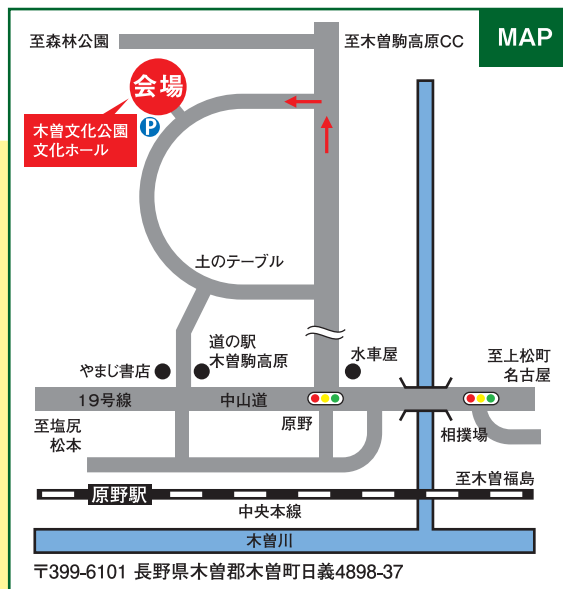 MAP
至森林公園
至木曽駒高原CC
会場
木曽文化公園
文化ホール
P
土のテーブル
道の駅
木曽駒高原
やまじ書店
水車屋
至上松町
名古屋
19号線
中山道
至塩尻
松本
原野
相撲場
至木曽福島
原野駅
中央本線
木曽川
〒399-6101 長野県木曽郡木曽町日義4898-37